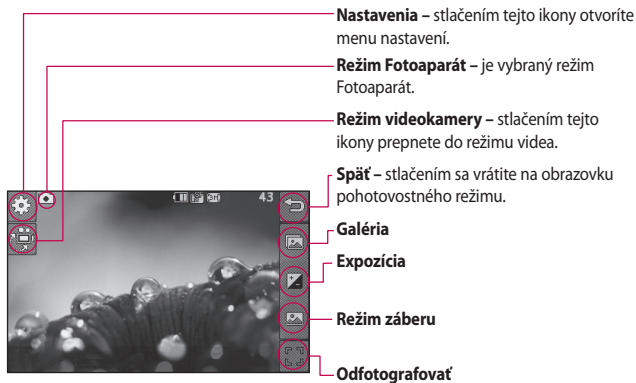 Nastavenia – stlačením tejto ikony otvoríte
menu nastavení.
Režim Fotoaparát – je vybraný režim
Fotoaparát.
Režim videokamery – stlačením tejto
ikony prepnete do režimu videa.
Späť – stlačením sa vrátite na obrazovku
pohotovostného režimu.
43
Galéria
Expozícia
Režim záberu
Odfotografovať